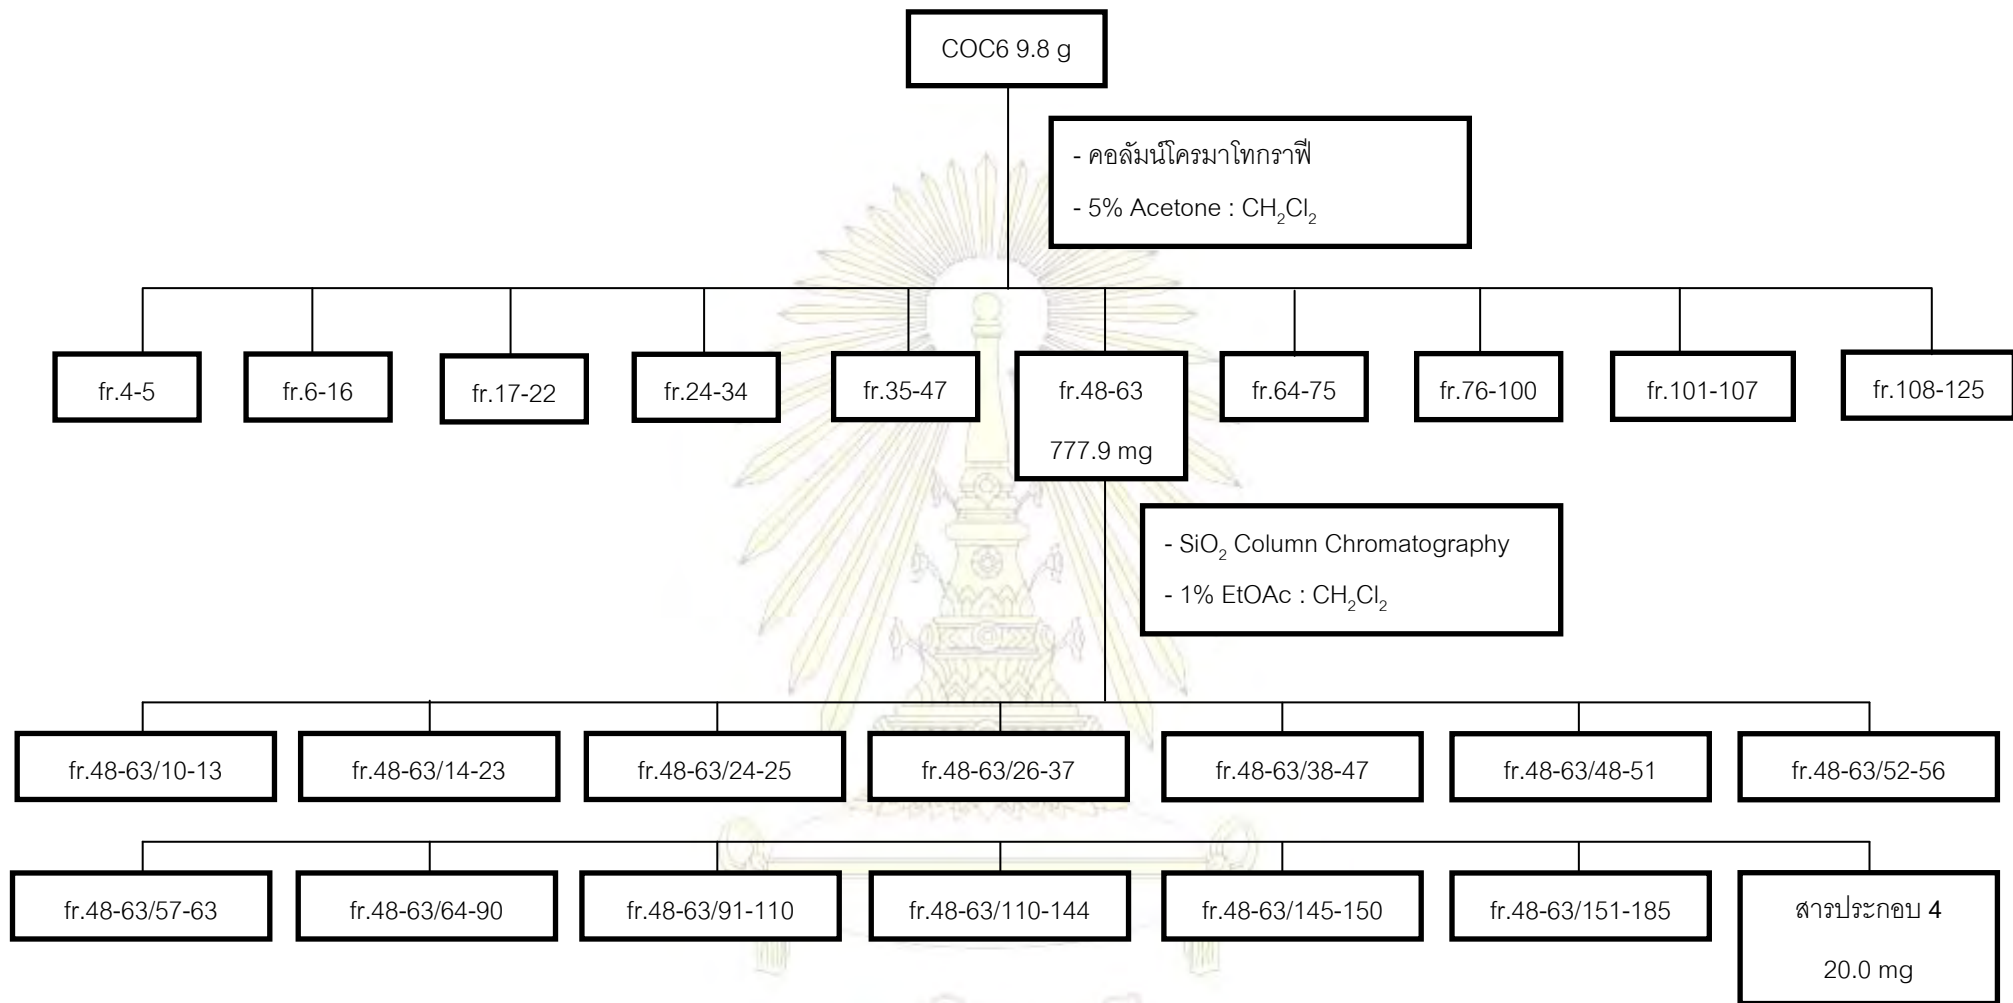 COC6 9.8 g
- คอลัมน์โครมาโทกราฟี
- 5% Acetone : CH₂Cl₂
fr.4-5
fr.6-16
fr.17-22
fr.24-34
fr.35-47
fr.48-63
777.9 mg
fr.64-75
fr.76-100
fr.101-107
fr.108-125
- SiO₂ Column Chromatography
- 1% EtOAc : CH₂Cl₂
fr.48-63/10-13
fr.48-63/14-23
fr.48-63/24-25
fr.48-63/26-37
fr.48-63/38-47
fr.48-63/48-51
fr.48-63/52-56
fr.48-63/57-63
fr.48-63/64-90
fr.48-63/91-110
fr.48-63/110-144
fr.48-63/145-150
fr.48-63/151-185
สารประกอบ 4
20.0 mg